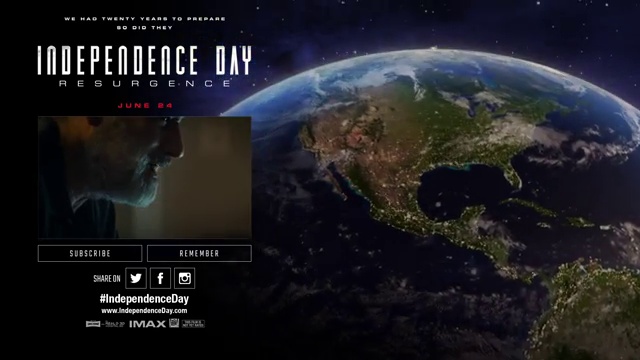 WE HAD TWENTY YEARS TO PREPARE
SO DID THEY
INDEPENDENCE DAY
RESURGENCE
JUNE 24
SUBSCRIBE
REMEMBER
SHARE ON
#IndependenceDay
www.IndependenceDay.com
IMAX